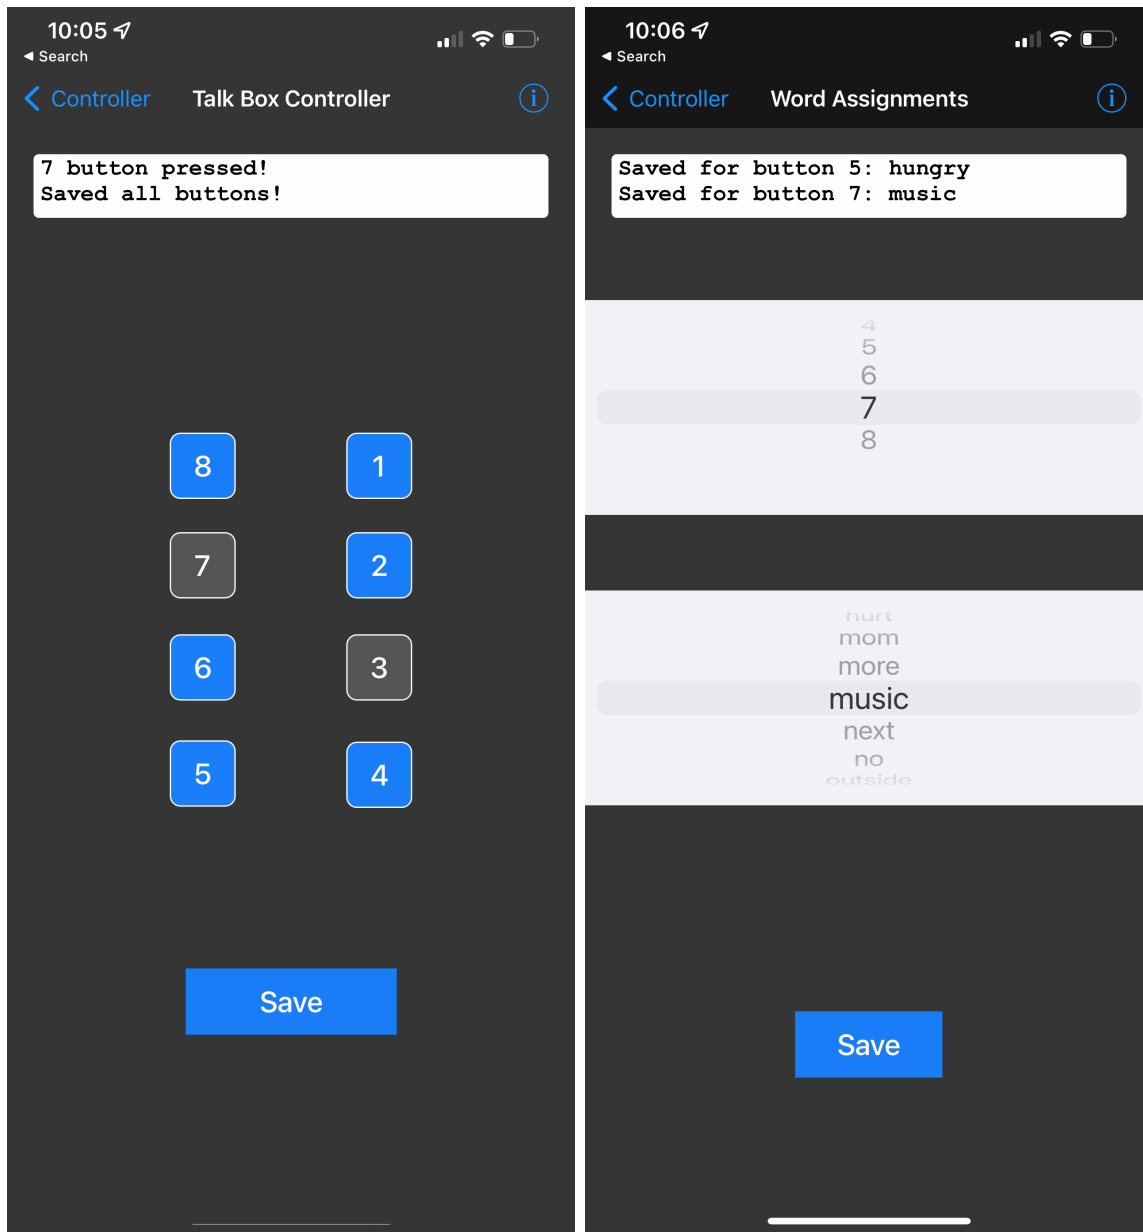 10:05
◀ Search
Controller
Talk Box Controller
i
7 button pressed!
Saved all buttons!
8
1
7
2
6
3
5
4
Save
10:06
◀ Search
Controller
Word Assignments
i
Saved for button 5: hungry
Saved for button 7: music
4
5
6
7
8
hurt
mom
more
music
next
no
outside
Save